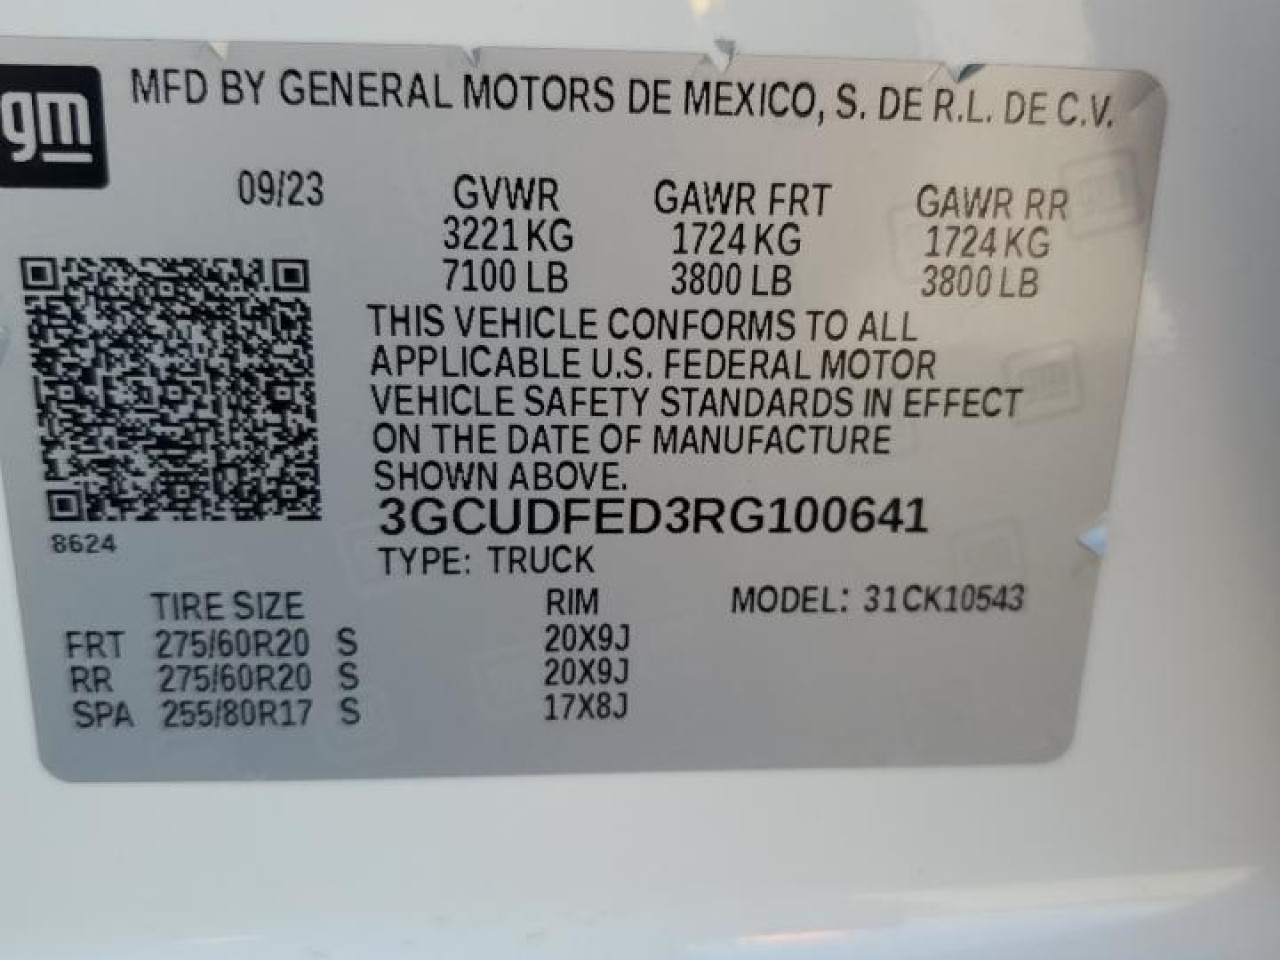 gm
MFD BY GENERAL MOTORS DE MEXICO, S. DE R.L. DE C.V.
09/23 GVWR GAWR FRT GAWR RR
3221 KG 1724 KG 1724 KG
7100 LB 3800 LB 3800 LB
THIS VEHICLE CONFORMS TO ALL
APPLICABLE U.S. FEDERAL MOTOR
VEHICLE SAFETY STANDARDS IN EFFECT
ON THE DATE OF MANUFACTURE
SHOWN ABOVE.
3GCUDFED3RG100641
8624
TYPE: TRUCK
TIRE SIZE RIM MODEL: 31CK10543
FRT 275/60R20 S 20X9J
RR 275/60R20 S 20X9J
SPA 255/80R17 S 17X8J